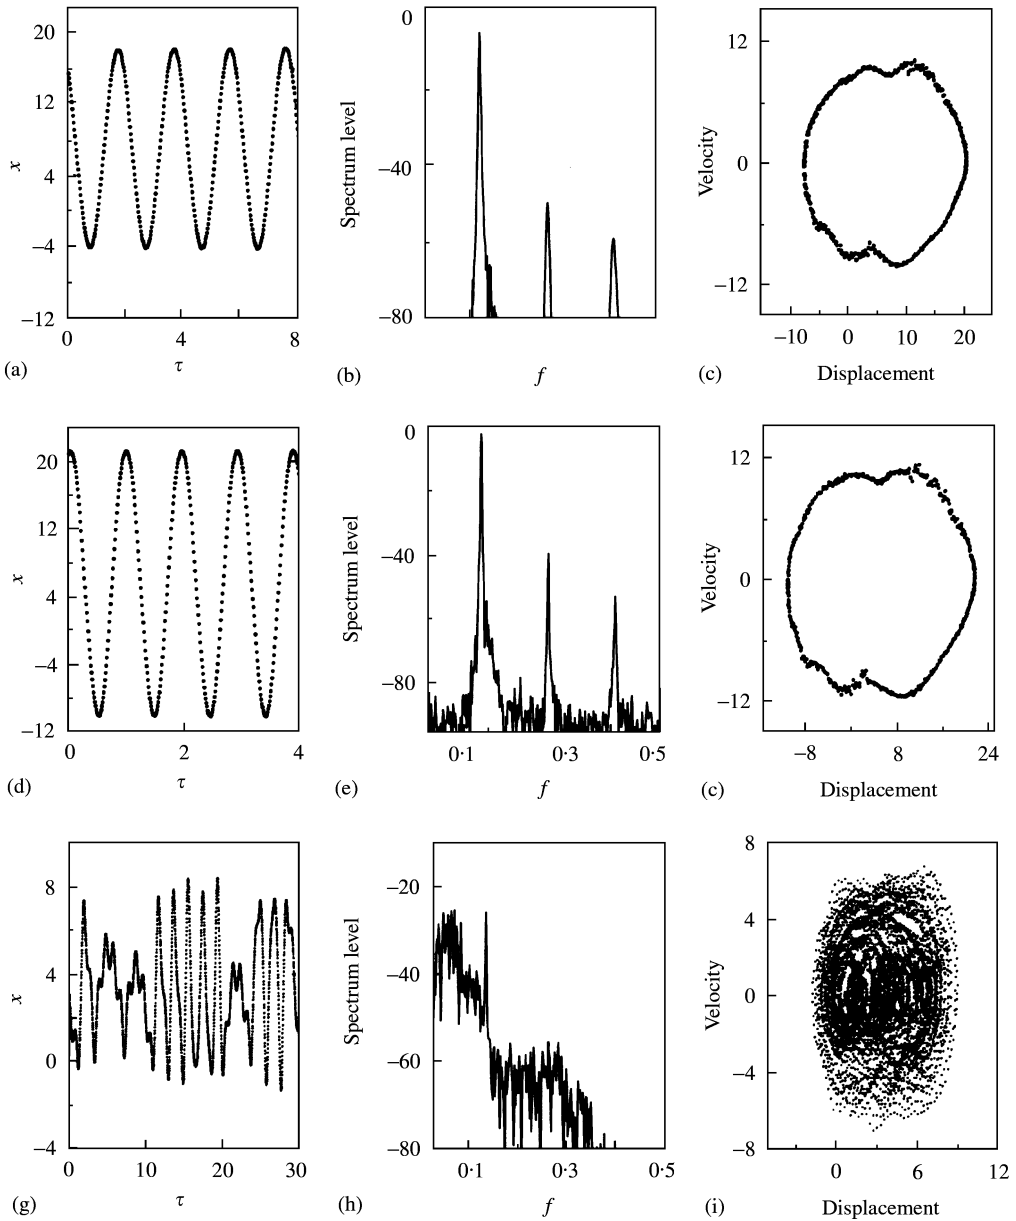 20
12
4
−4
−12
0
4
8
x
τ
(a)
0
−40
−80
Spectrum level
f
(b)
12
0
−12
−10
0
10
20
Velocity
Displacement
(c)
20
12
4
−4
−12
0
2
4
x
τ
(d)
0
−40
−80
0·1
0·3
0·5
Spectrum level
f
(e)
12
0
−12
−8
8
24
Velocity
Displacement
(c)
8
4
0
−4
0
10
20
30
x
τ
(g)
−20
−40
−60
−80
0·1
0·3
0·5
Spectrum level
f
(h)
8
4
0
−4
−8
0
6
12
Velocity
Displacement
(i)